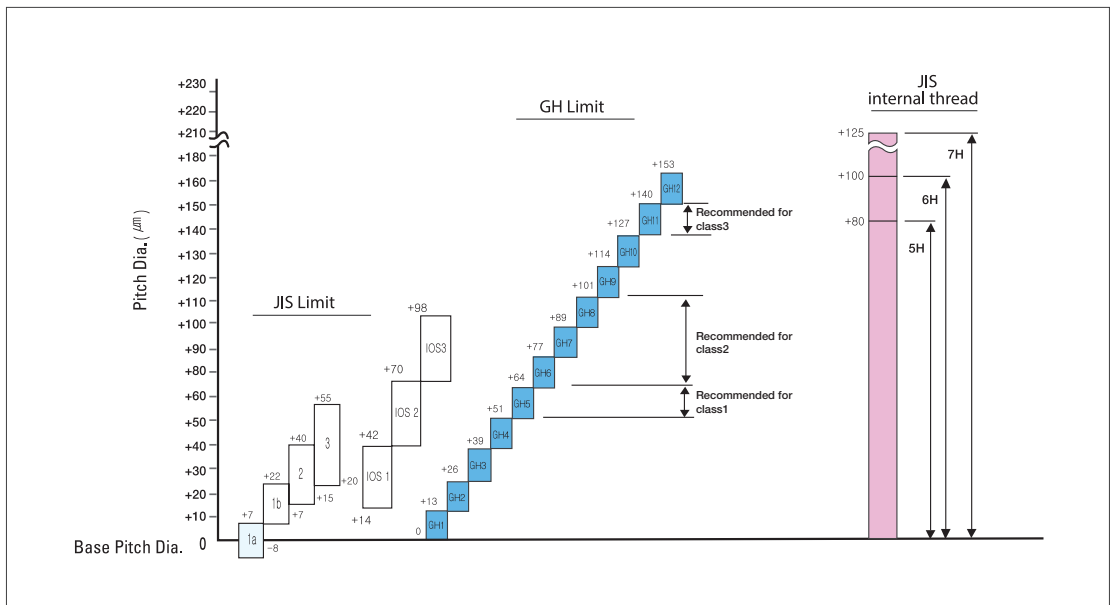 +230
+220
+210
+180
+160
+150
+140
+130
+120
+110
+100
+90
+80
+70
+60
+50
+40
+30
+20
+10
0
Pitch Dia. (㎛)
Base Pitch Dia.
JIS Limit
+7
1a
−8
+22
1b
+7
+40
2
+15
+55
3
+20
+42
IOS 1
+14
+70
IOS 2
+98
IOS3
GH Limit
0
+13
GH1
+26
GH2
+39
GH3
+51
GH4
+64
GH5
+77
GH6
+89
GH7
+101
GH8
+114
GH9
+127
GH10
+140
GH11
+153
GH12
Recommended for
class3
Recommended for
class2
Recommended for
class1
JIS
internal thread
+125
+100
+80
7H
6H
5H